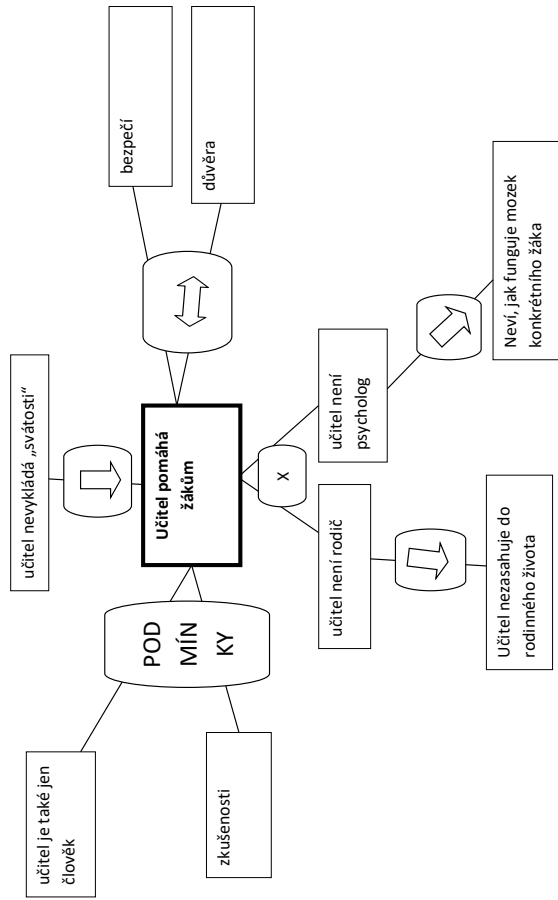 učitel nevykládá „svátosti“
bezpečí
důvěra
Učitel pomáhá
žákům
POD
MÍN
KY
učitel je také jen
člověk
zkušenosti
x
učitel není
psycholog
učitel není rodič
Neví, jak funguje mozek
konkrétního žáka
Učitel nezasahuje do
rodinného života